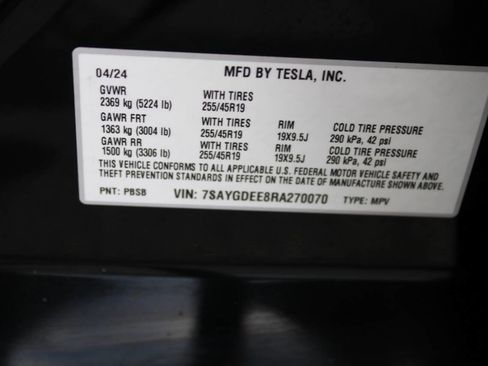 04/24 MFD BY TESLA, INC.
GVWR WITH TIRES
2369 kg (5224 lb) 255/45R19
GAWR FRT WITH TIRES RIM COLD TIRE PRESSURE
1363 kg (3004 lb) 255/45R19 19X9.5J 290 kPa, 42 psi
GAWR RR WITH TIRES RIM COLD TIRE PRESSURE
1500 kg (3306 lb) 255/45R19 19X9.5J 290 kPa, 42 psi
THIS VEHICLE CONFORMS TO ALL APPLICABLE U.S. FEDERAL MOTOR VEHICLE SAFETY AND
THEFT PREVENTION STANDARDS IN EFFECT ON THE DATE OF MANUFACTURE SHOWN ABOVE.
PNT: PBSB VIN: 7SAYGDEE8RA270070 TYPE: MPV